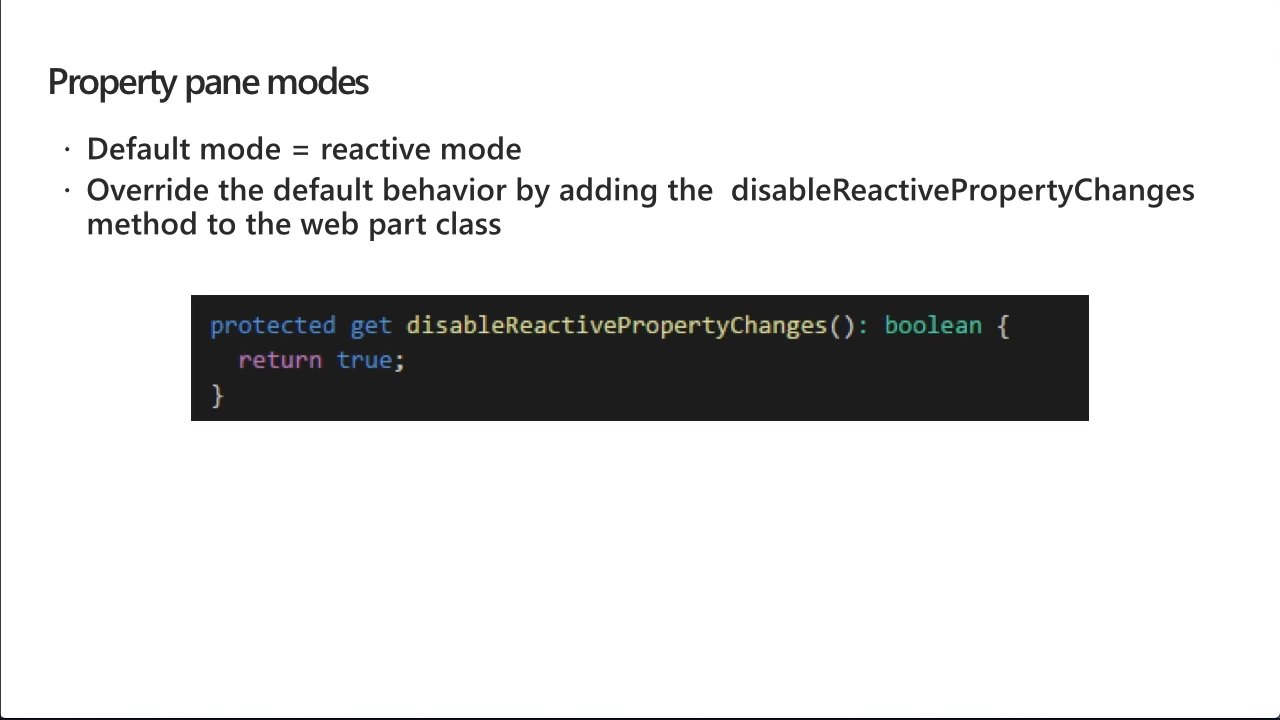 Property pane modes
· Default mode = reactive mode
· Override the default behavior by adding the disableReactivePropertyChanges
method to the web part class
protected get disableReactivePropertyChanges(): boolean {
  return true;
}